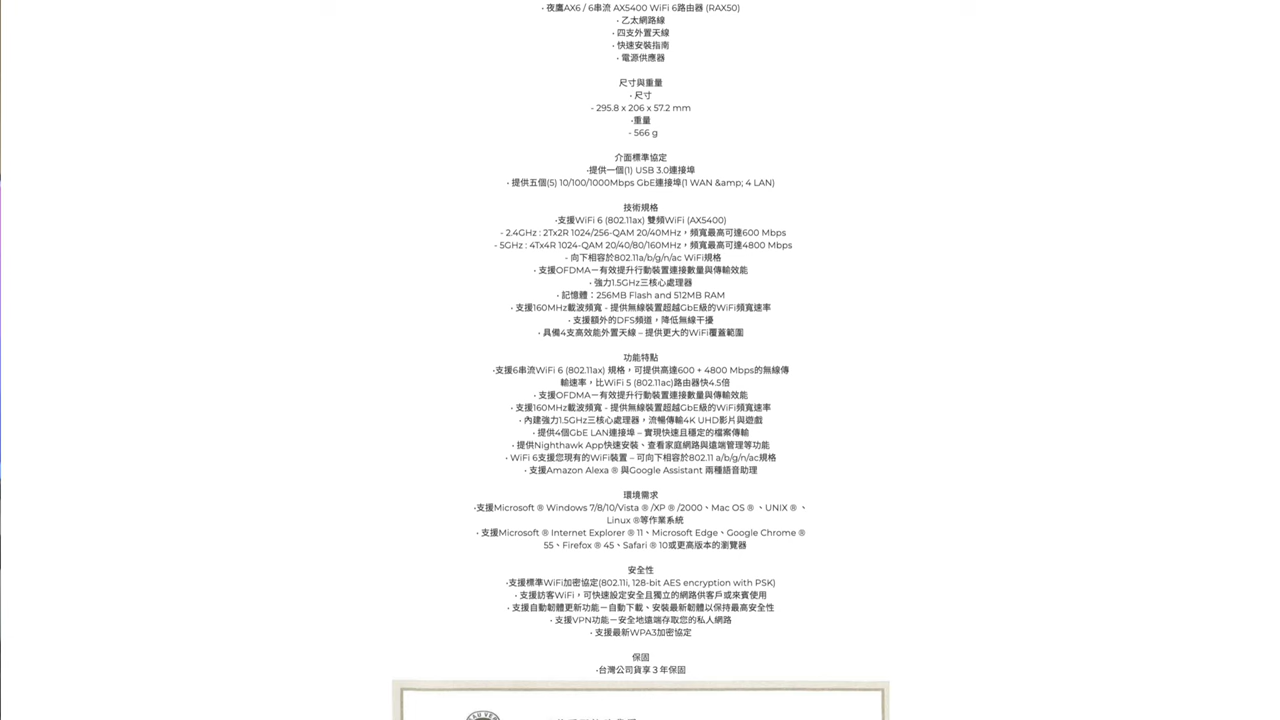 · 夜鷹AX6 / 6串流 AX5400 WiFi 6路由器 (RAX50)
· 乙太網路線
· 四支外置天線
· 快速安裝指南
· 電源供應器
尺寸與重量
· 尺寸
- 295.8 x 206 x 57.2 mm
·重量
- 566 g
介面標準協定
·提供一個(1) USB 3.0連接埠
· 提供五個(5) 10/100/1000Mbps GbE連接埠(1 WAN &amp; 4 LAN)
技術規格
·支援WiFi 6 (802.11ax) 雙頻WiFi (AX5400)
- 2.4GHz : 2Tx2R 1024/256-QAM 20/40MHz，頻寬最高可達600 Mbps
- 5GHz : 4Tx4R 1024-QAM 20/40/80/160MHz，頻寬最高可達4800 Mbps
- 向下相容於802.11a/b/g/n/ac WiFi規格
· 支援OFDMA－有效提升行動裝置連接數量與傳輸效能
· 強力1.5GHz三核心處理器
· 記憶體：256MB Flash and 512MB RAM
· 支援160MHz載波頻寬 - 提供無線裝置超越GbE級的WiFi頻寬速率
· 支援額外的DFS頻道，降低無線干擾
· 具備4支高效能外置天線 – 提供更大的WiFi覆蓋範圍
功能特點
·支援6串流WiFi 6 (802.11ax) 規格，可提供高達600 + 4800 Mbps的無線傳
輸速率，比WiFi 5 (802.11ac)路由器快4.5倍
· 支援OFDMA－有效提升行動裝置連接數量與傳輸效能
· 支援160MHz載波頻寬 - 提供無線裝置超越GbE級的WiFi頻寬速率
· 內建強力1.5GHz三核心處理器，流暢傳輸4K UHD影片與遊戲
· 提供4個GbE LAN連接埠 – 實現快速且穩定的檔案傳輸
· 提供Nighthawk App快速安裝、查看家庭網路與遠端管理等功能
· WiFi 6支援您現有的WiFi裝置 – 可向下相容於802.11 a/b/g/n/ac規格
· 支援Amazon Alexa ® 與Google Assistant 兩種語音助理
環境需求
·支援Microsoft ® Windows 7/8/10/Vista ® /XP ® /2000、Mac OS ® 、UNIX ® 、
Linux ®等作業系統
· 支援Microsoft ® Internet Explorer ® 11、Microsoft Edge、Google Chrome ®
55、Firefox ® 45、Safari ® 10或更高版本的瀏覽器
安全性
·支援標準WiFi加密協定(802.11i, 128-bit AES encryption with PSK)
· 支援訪客WiFi，可快速設定安全且獨立的網路供客戶或來賓使用
· 支援自動韌體更新功能－自動下載、安裝最新韌體以保持最高安全性
· 支援VPN功能－安全地遠端存取您的私人網路
· 支援最新WPA3加密協定
保固
·台灣公司貨享３年保固